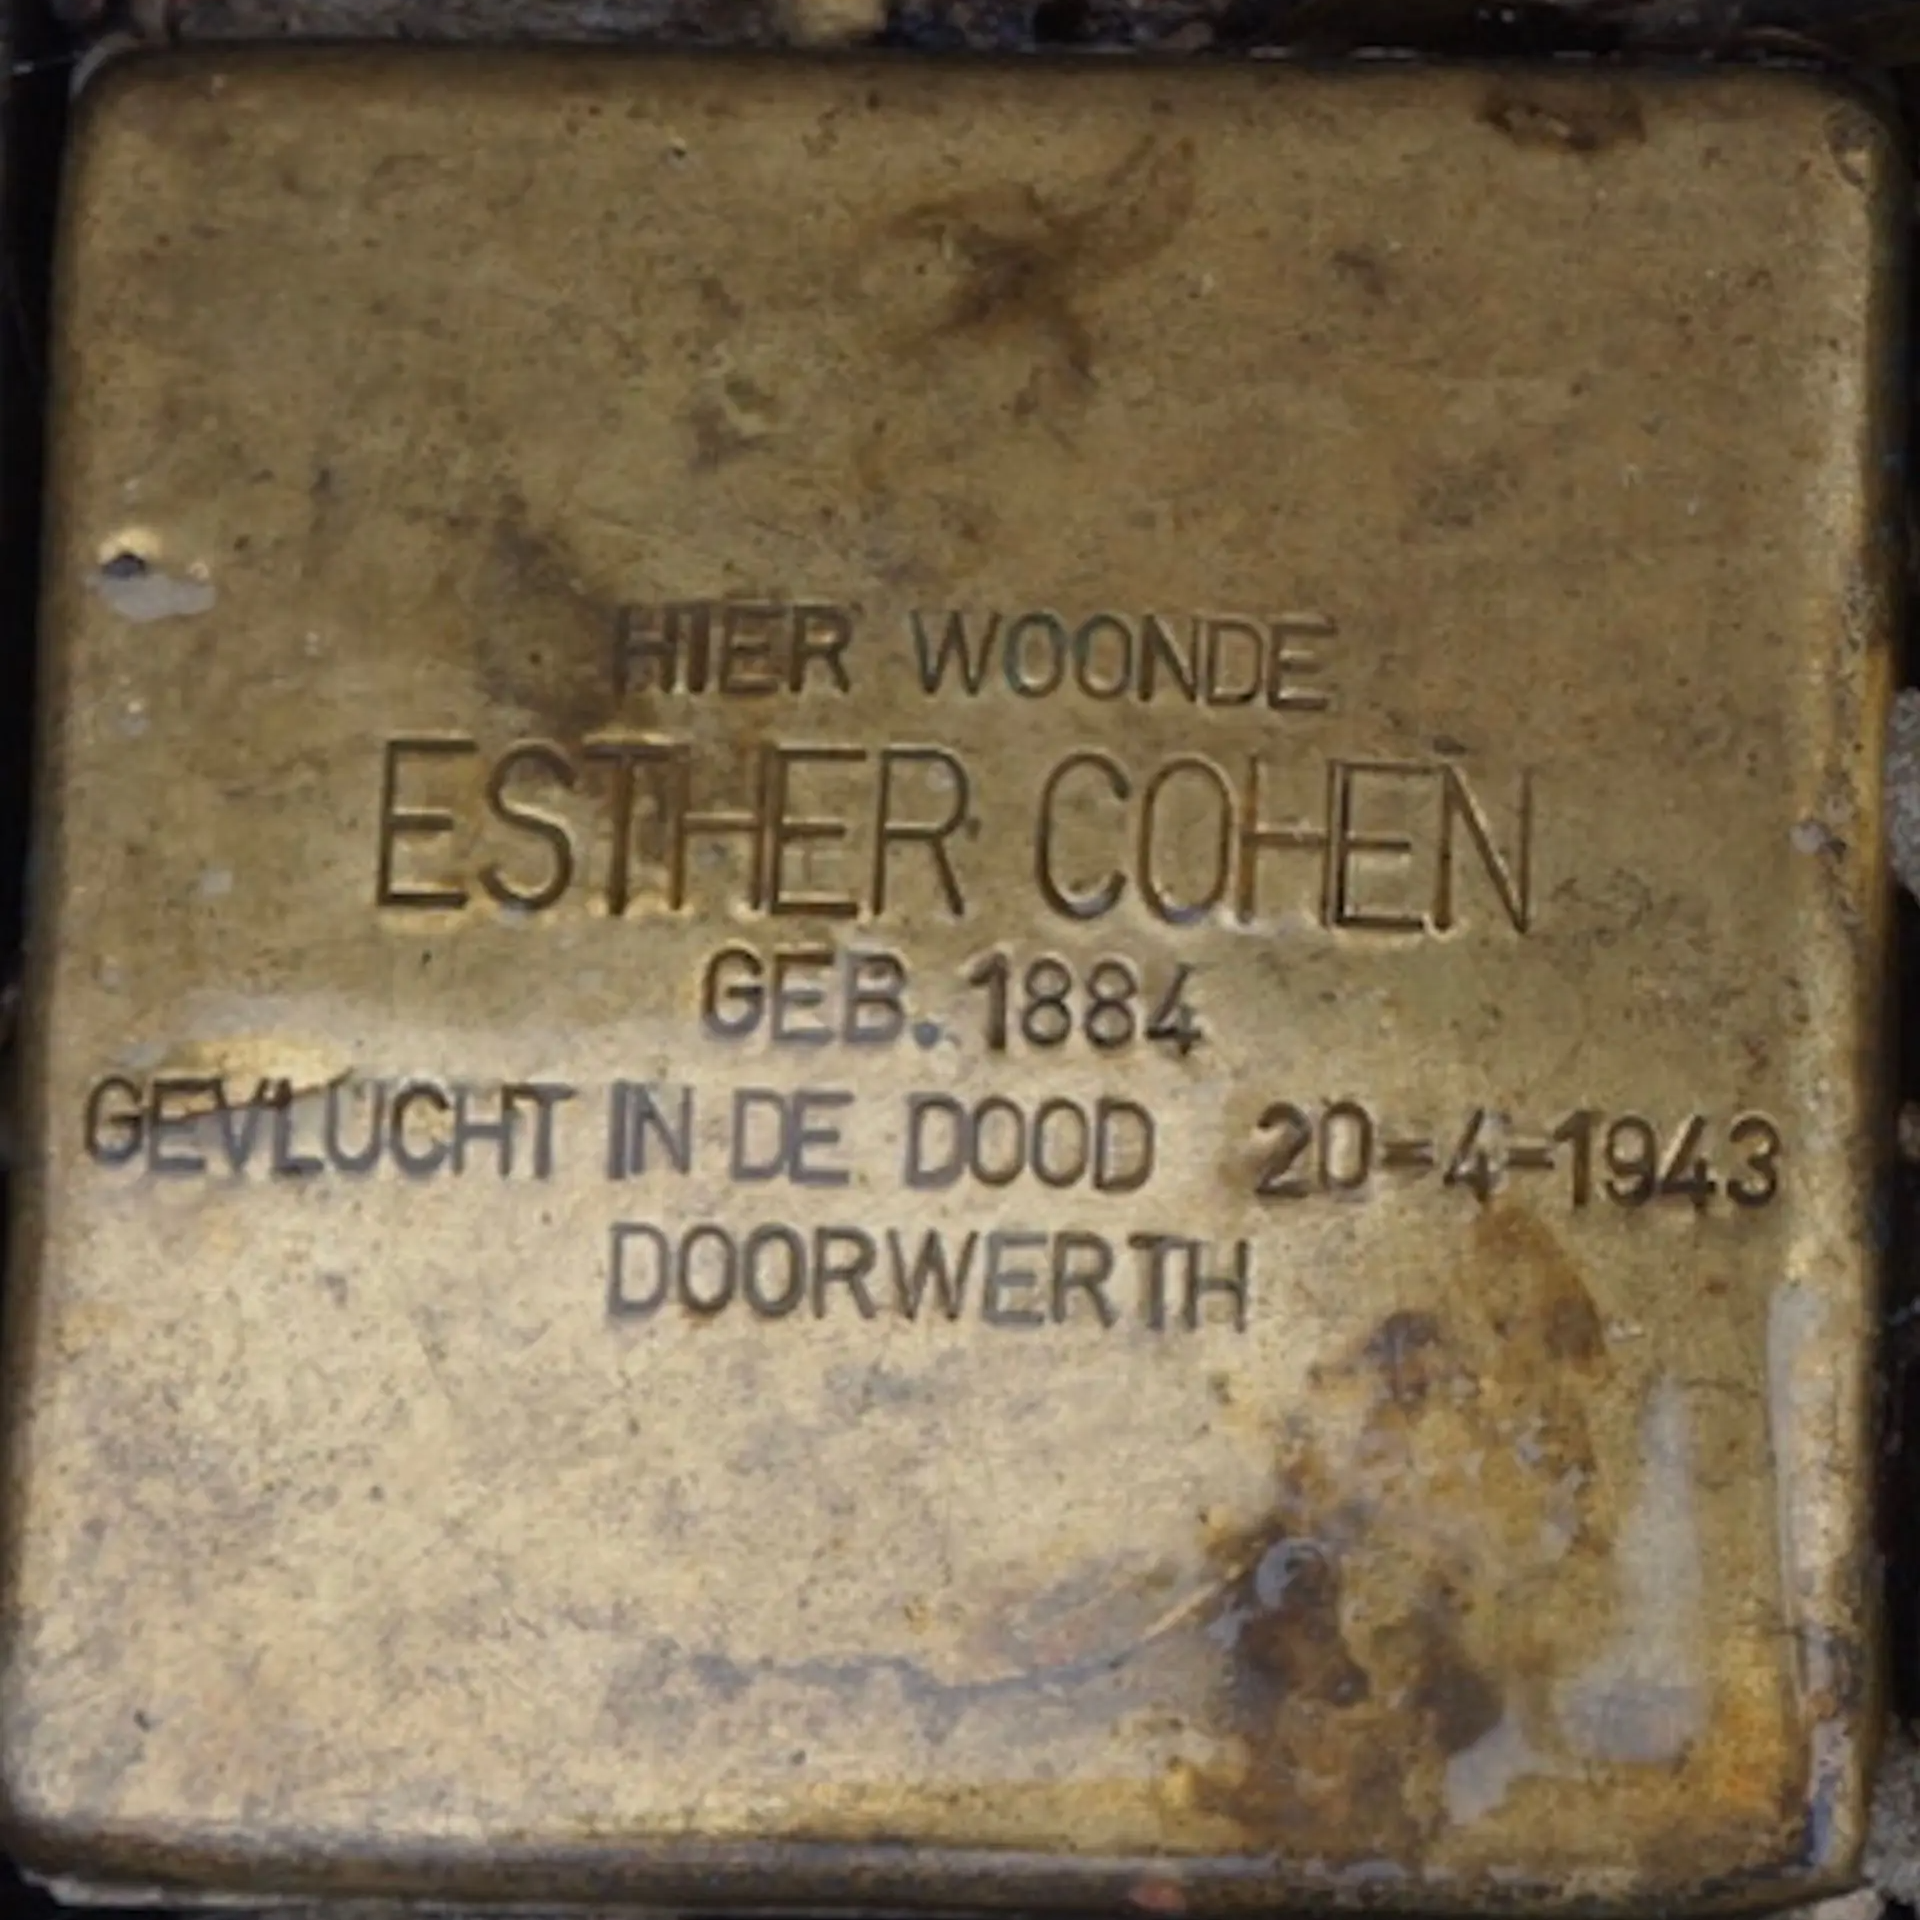 HIER WOONDE
ESTHER COHEN
GEB. 1884
GEVLUCHT IN DE DOOD 20=4=1943
DOORWERTH